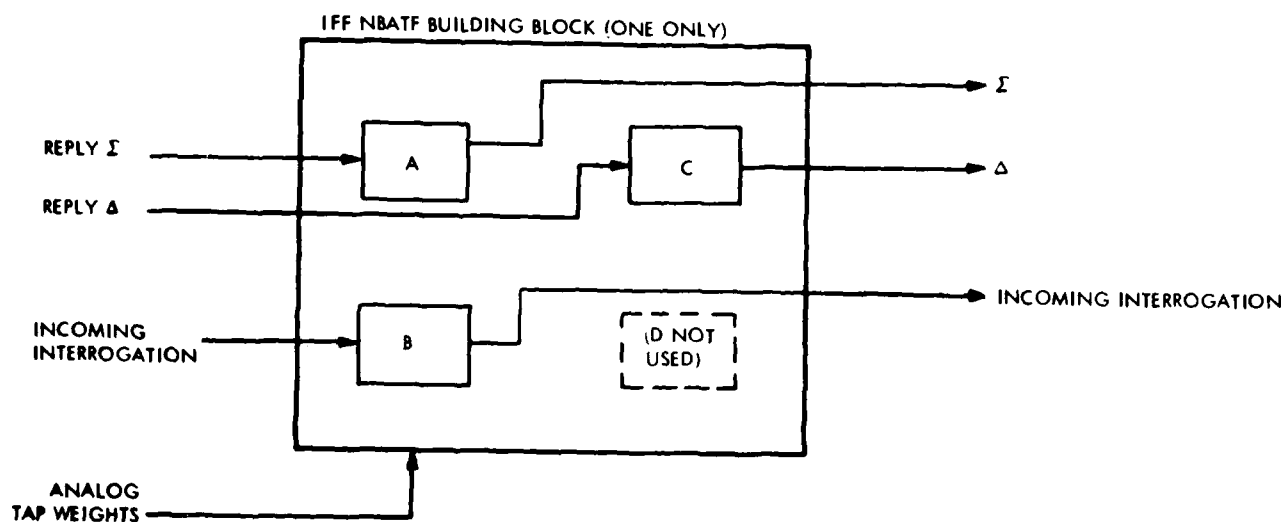 IFF NBATF BUILDING BLOCK (ONE ONLY)
Σ
REPLY Σ
A
C
Δ
REPLY Δ
INCOMING INTERROGATION
INCOMING
INTERROGATION
B
(D NOT
USED)
ANALOG
TAP WEIGHTS